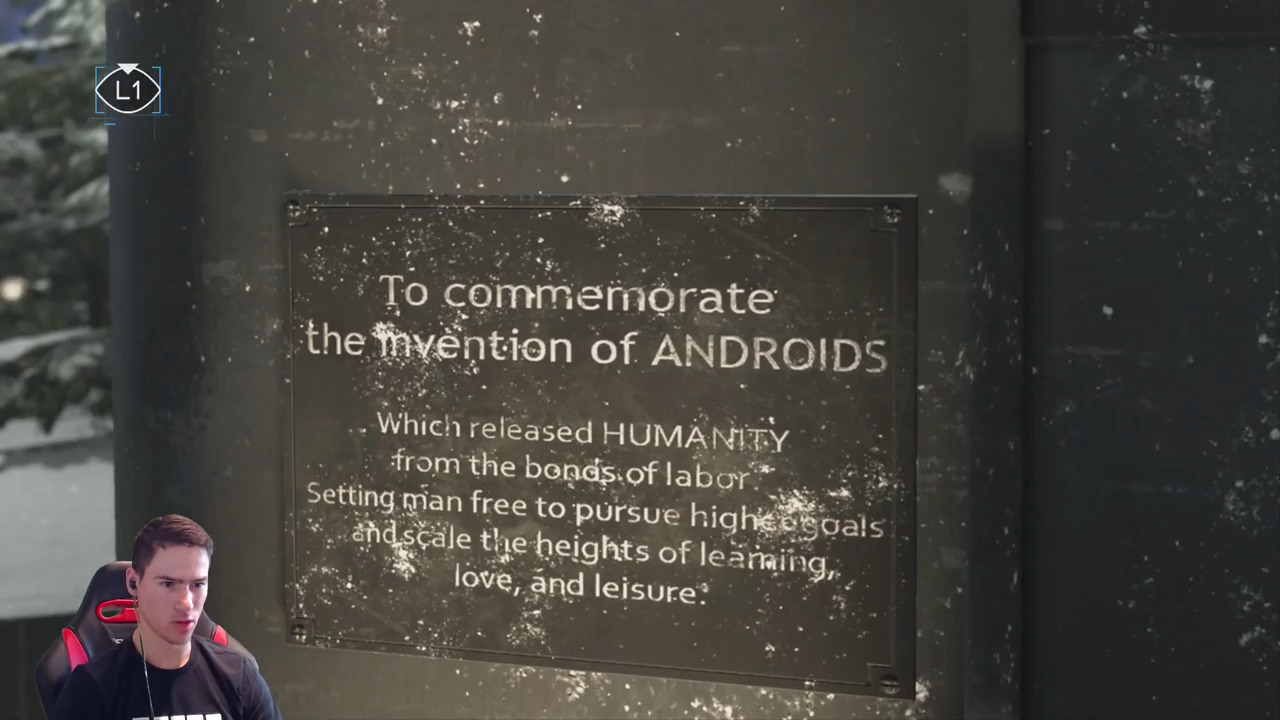 L1
To commemorate
the invention of ANDROIDS
Which released HUMANITY
from the bonds of labor
Setting man free to pursue higher goals
and scale the heights of learning,
love, and leisure.